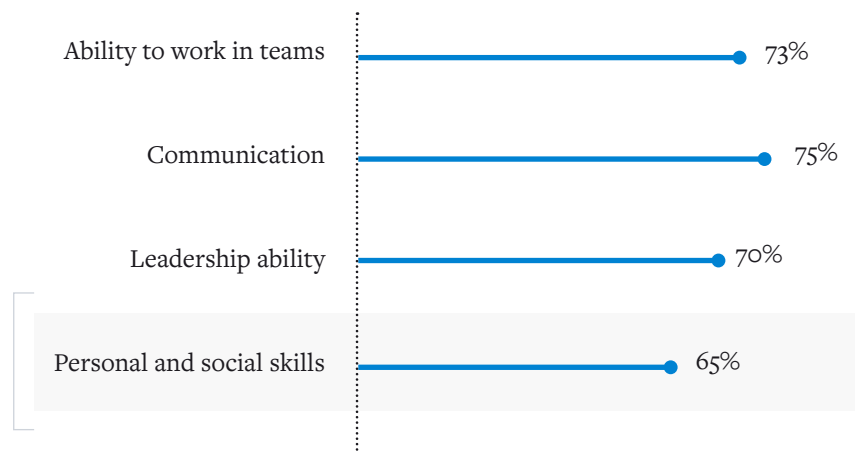 Ability to work in teams 73%
Communication 75%
Leadership ability 70%
Personal and social skills 65%